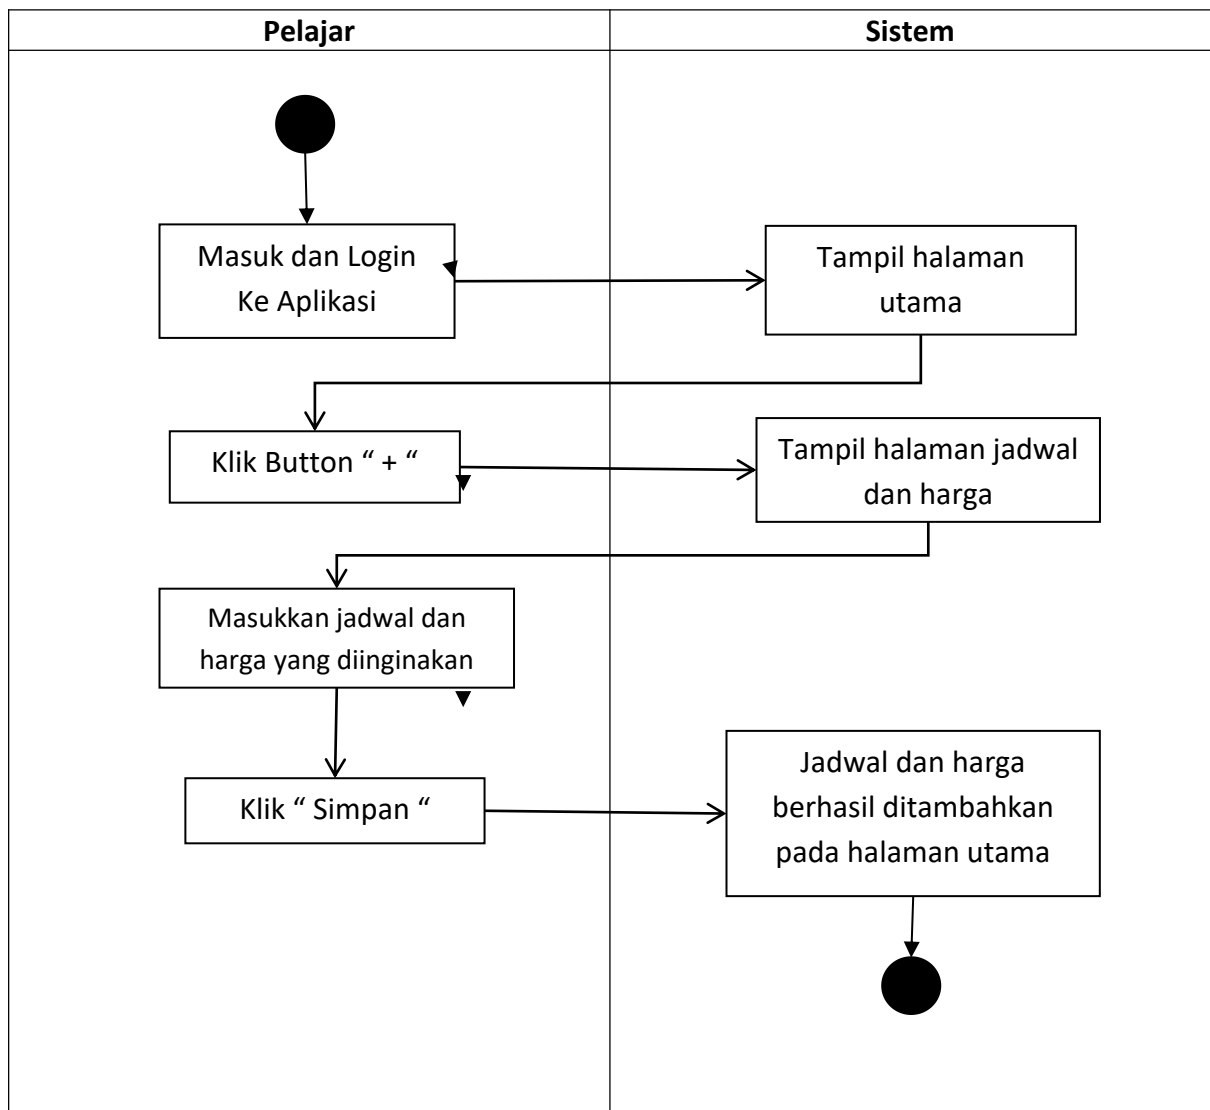 Pelajar
Sistem
Masuk dan Login
Ke Aplikasi
Tampil halaman
utama
Klik Button “ + “
Tampil halaman jadwal
dan harga
Masukkan jadwal dan
harga yang diinginakan
Klik “ Simpan “
Jadwal dan harga
berhasil ditambahkan
pada halaman utama